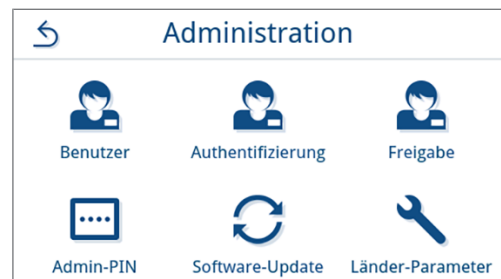 Administration
Benutzer Authentifizierung Freigabe
Admin-PIN Software-Update Länder-Parameter